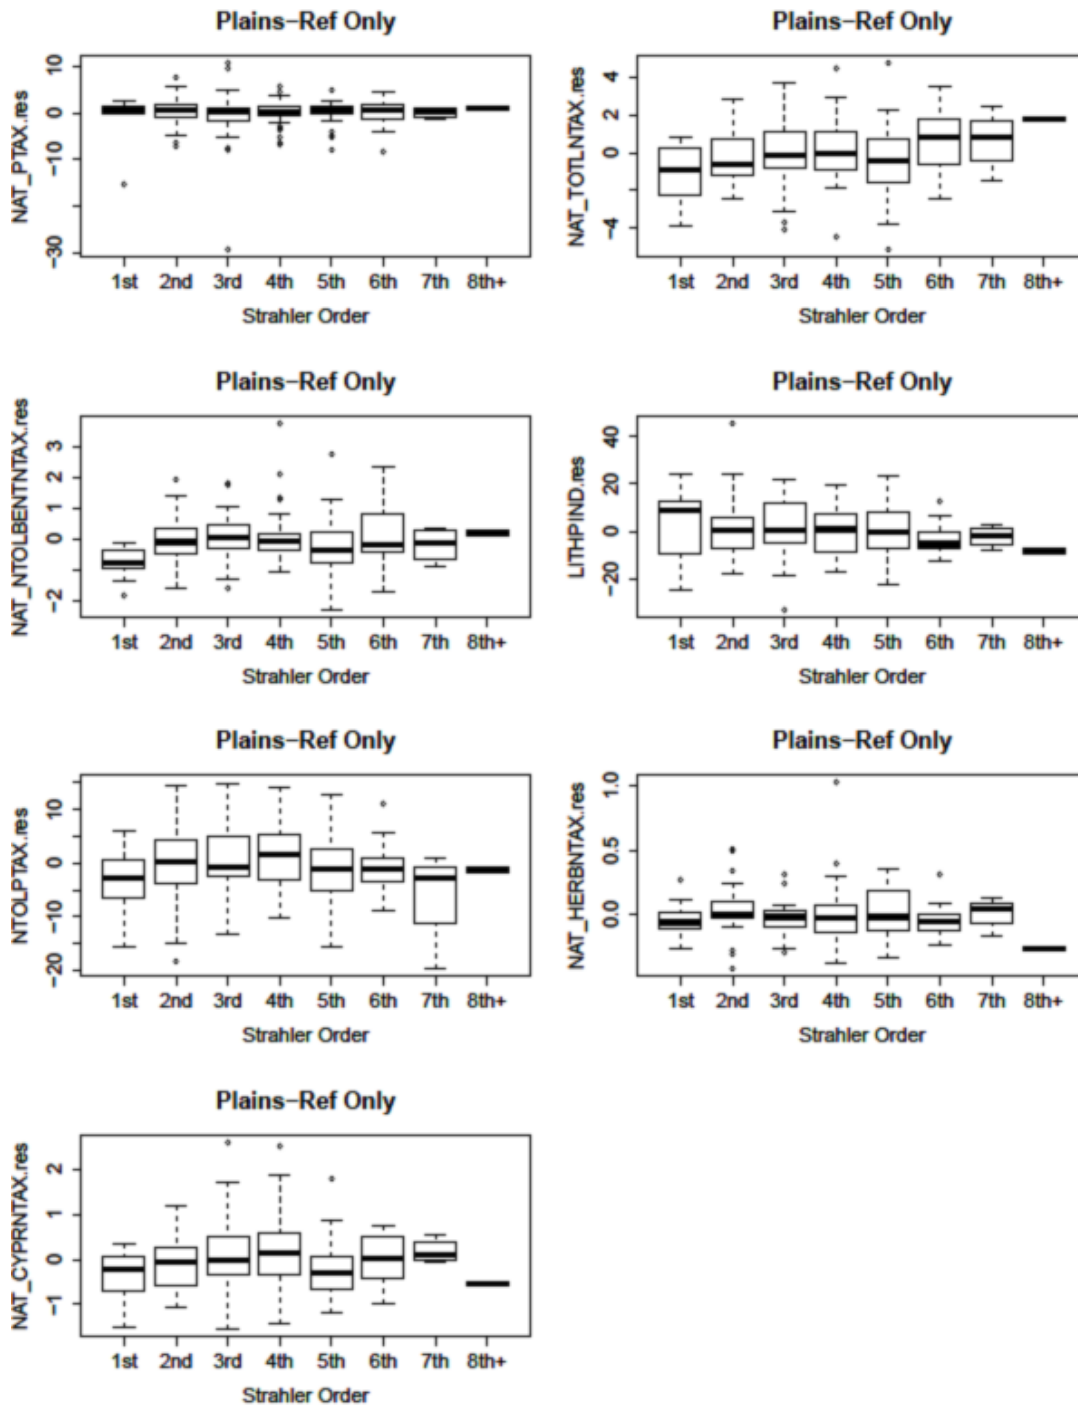 Plains−Ref Only
NAT_PTAX.res
10
0
−10
−30
1st 2nd 3rd 4th 5th 6th 7th 8th+
Strahler Order
Plains−Ref Only
NAT_TOTLNTAX.res
4
2
0
−4
1st 2nd 3rd 4th 5th 6th 7th 8th+
Strahler Order
Plains−Ref Only
NAT_NTOLBENTNTAX.res
3
2
1
0
−2
1st 2nd 3rd 4th 5th 6th 7th 8th+
Strahler Order
Plains−Ref Only
LITHPIND.res
40
20
0
−20
1st 2nd 3rd 4th 5th 6th 7th 8th+
Strahler Order
Plains−Ref Only
NTOLPTAX.res
10
0
−10
−20
1st 2nd 3rd 4th 5th 6th 7th 8th+
Strahler Order
Plains−Ref Only
NAT_HERBNTAX.res
1.0
0.5
0.0
1st 2nd 3rd 4th 5th 6th 7th 8th+
Strahler Order
Plains−Ref Only
NAT_CYPRNTAX.res
2
1
0
−1
1st 2nd 3rd 4th 5th 6th 7th 8th+
Strahler Order